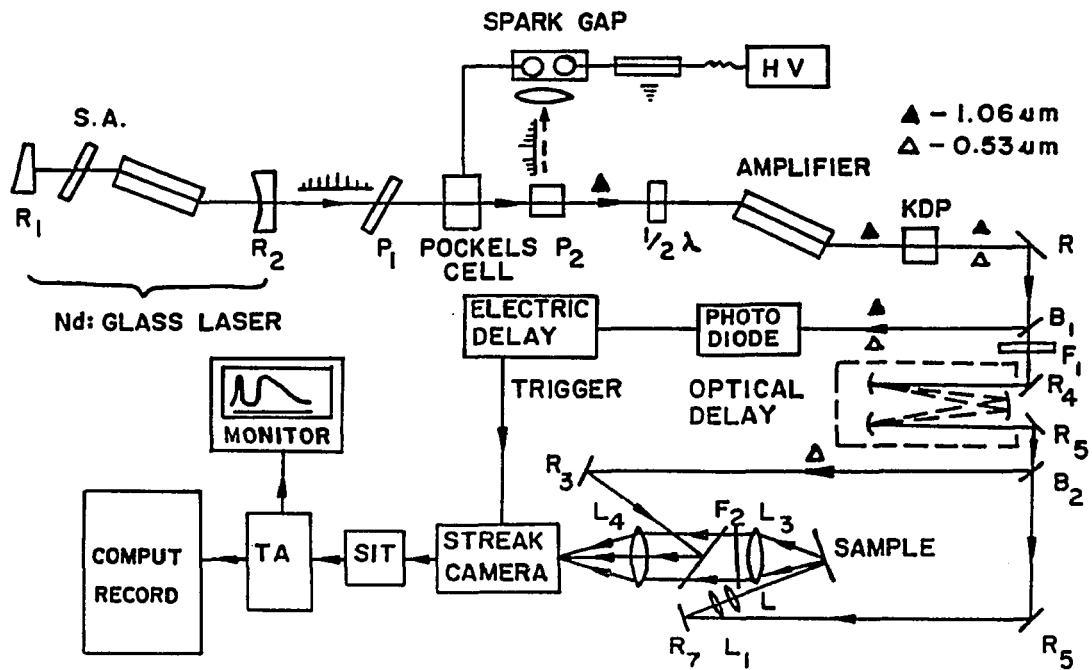 SPARK GAP
HV
S.A.
▲ - 1.06 um
△ - 0.53 um
AMPLIFIER
KDP
R1
R2
P1
POCKELS
CELL
P2
1/2 λ
R
Nd: GLASS LASER
ELECTRIC
DELAY
PHOTO
DIODE
B1
F1
TRIGGER
OPTICAL
DELAY
R4
R5
MONITOR
R3
B2
L4
F2
L3
SAMPLE
COMPUT
RECORD
TA
SIT
STREAK
CAMERA
L
R7
L1
R5